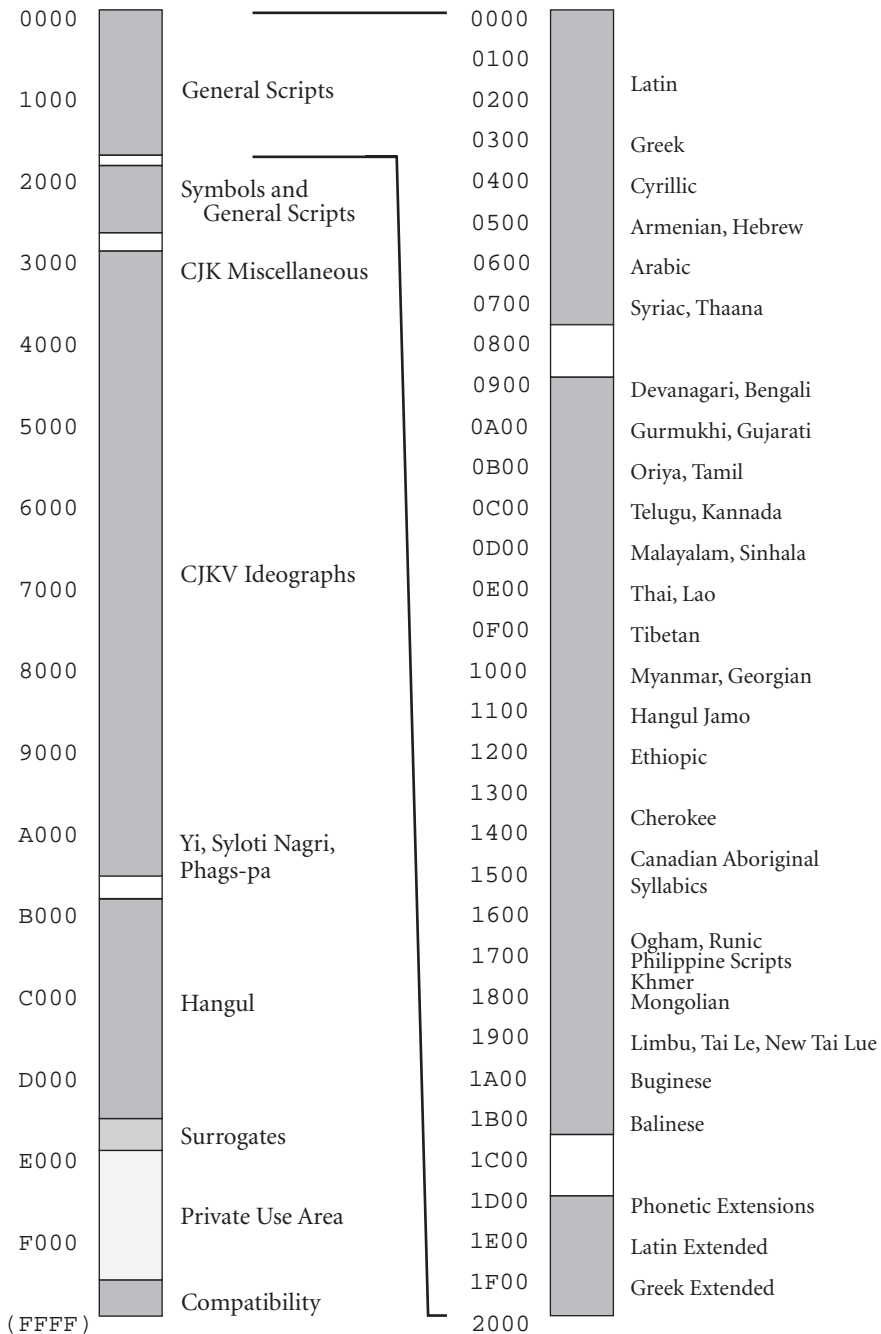 0000
General Scripts
1000
2000
Symbols and
General Scripts
3000
CJK Miscellaneous
4000
5000
6000
CJKV Ideographs
7000
8000
9000
A000
Yi, Syloti Nagri,
Phags-pa
B000
C000
Hangul
D000
Surrogates
E000
Private Use Area
F000
Compatibility
(FFFF)
0000
0100
Latin
0200
0300
Greek
0400
Cyrillic
0500
Armenian, Hebrew
0600
Arabic
0700
Syriac, Thaana
0800
0900
Devanagari, Bengali
0A00
Gurmukhi, Gujarati
0B00
Oriya, Tamil
0C00
Telugu, Kannada
0D00
Malayalam, Sinhala
0E00
Thai, Lao
0F00
Tibetan
1000
Myanmar, Georgian
1100
Hangul Jamo
1200
Ethiopic
1300
Cherokee
1400
Canadian Aboriginal
Syllabics
1500
1600
Ogham, Runic
1700
Philippine Scripts
Khmer
1800
Mongolian
1900
Limbu, Tai Le, New Tai Lue
1A00
Buginese
1B00
Balinese
1C00
1D00
Phonetic Extensions
1E00
Latin Extended
1F00
Greek Extended
2000